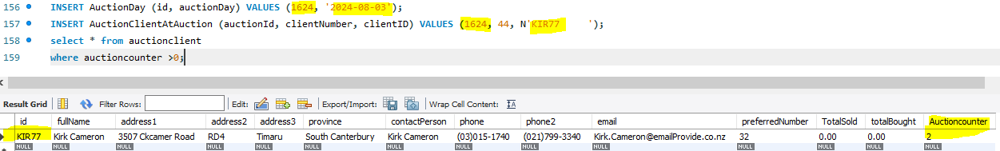 156 INSERT AuctionDay (id, auctionDay) VALUES (1624, '2024-08-03');
157 INSERT AuctionClientAtAuction (auctionId, clientNumber, clientID) VALUES (1624, 44, N'KIR77     ');
158 select * from auctionclient
159 where auctioncounter >0;
Result Grid Filter Rows: Edit: Export/Import: Wrap Cell Content: IA
id fullName address1 address2 address3 province contactPerson phone phone2 email preferredNumber TotalSold totalBought Auctioncounter
KIR77 Kirk Cameron 3507 Ckcamer Road RD4 Timaru South Canterbury Kirk Cameron (03)015-1740 (021)799-3340 Kirk.Cameron@emailProvide.co.nz 32 0.00 0.00 2
NULL NULL NULL NULL NULL NULL NULL NULL NULL NULL NULL NULL NULL NULL